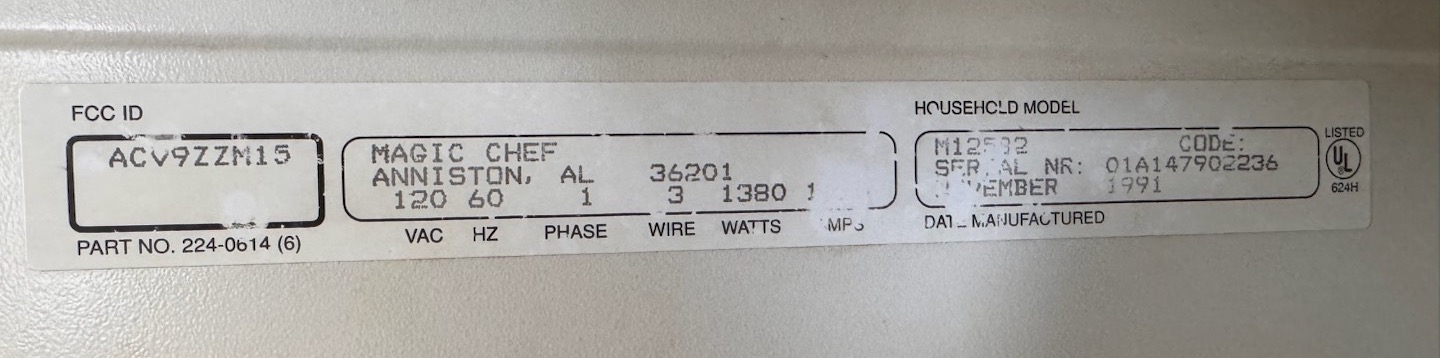 FCC ID
ACV9ZZM15
PART NO. 224-0614 (6)
MAGIC CHEF
ANNISTON, AL 36201
120 60 1 3 1380
VAC HZ PHASE WIRE WATTS
HOUSEHOLD MODEL
CODE:
SERIAL NR: 01A147902236
1991
DATE MANUFACTURED
LISTED
UL
624H